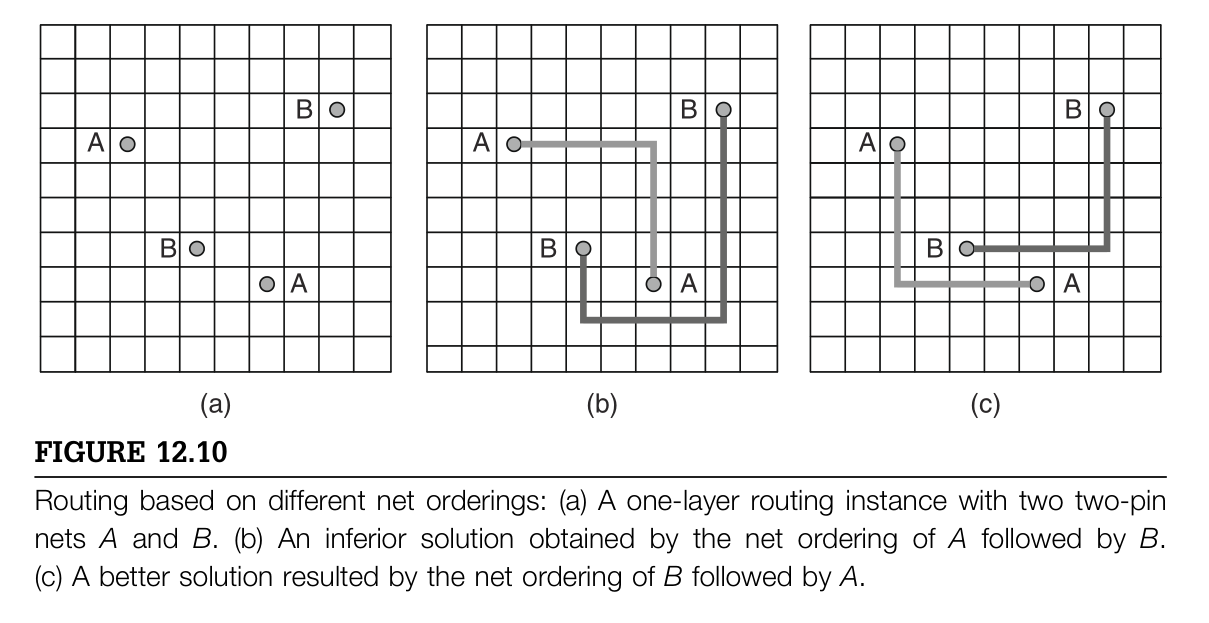 B B B
A A A
B B B
A A A
(a) (b) (c)
FIGURE 12.10
Routing based on different net orderings: (a) A one-layer routing instance with two two-pin
nets A and B. (b) An inferior solution obtained by the net ordering of A followed by B.
(c) A better solution resulted by the net ordering of B followed by A.